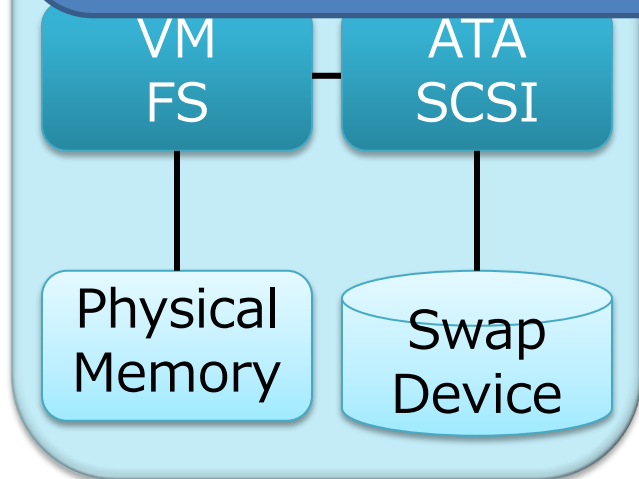 VM
FS
ATA
SCSI
Physical
Memory
Swap
Device